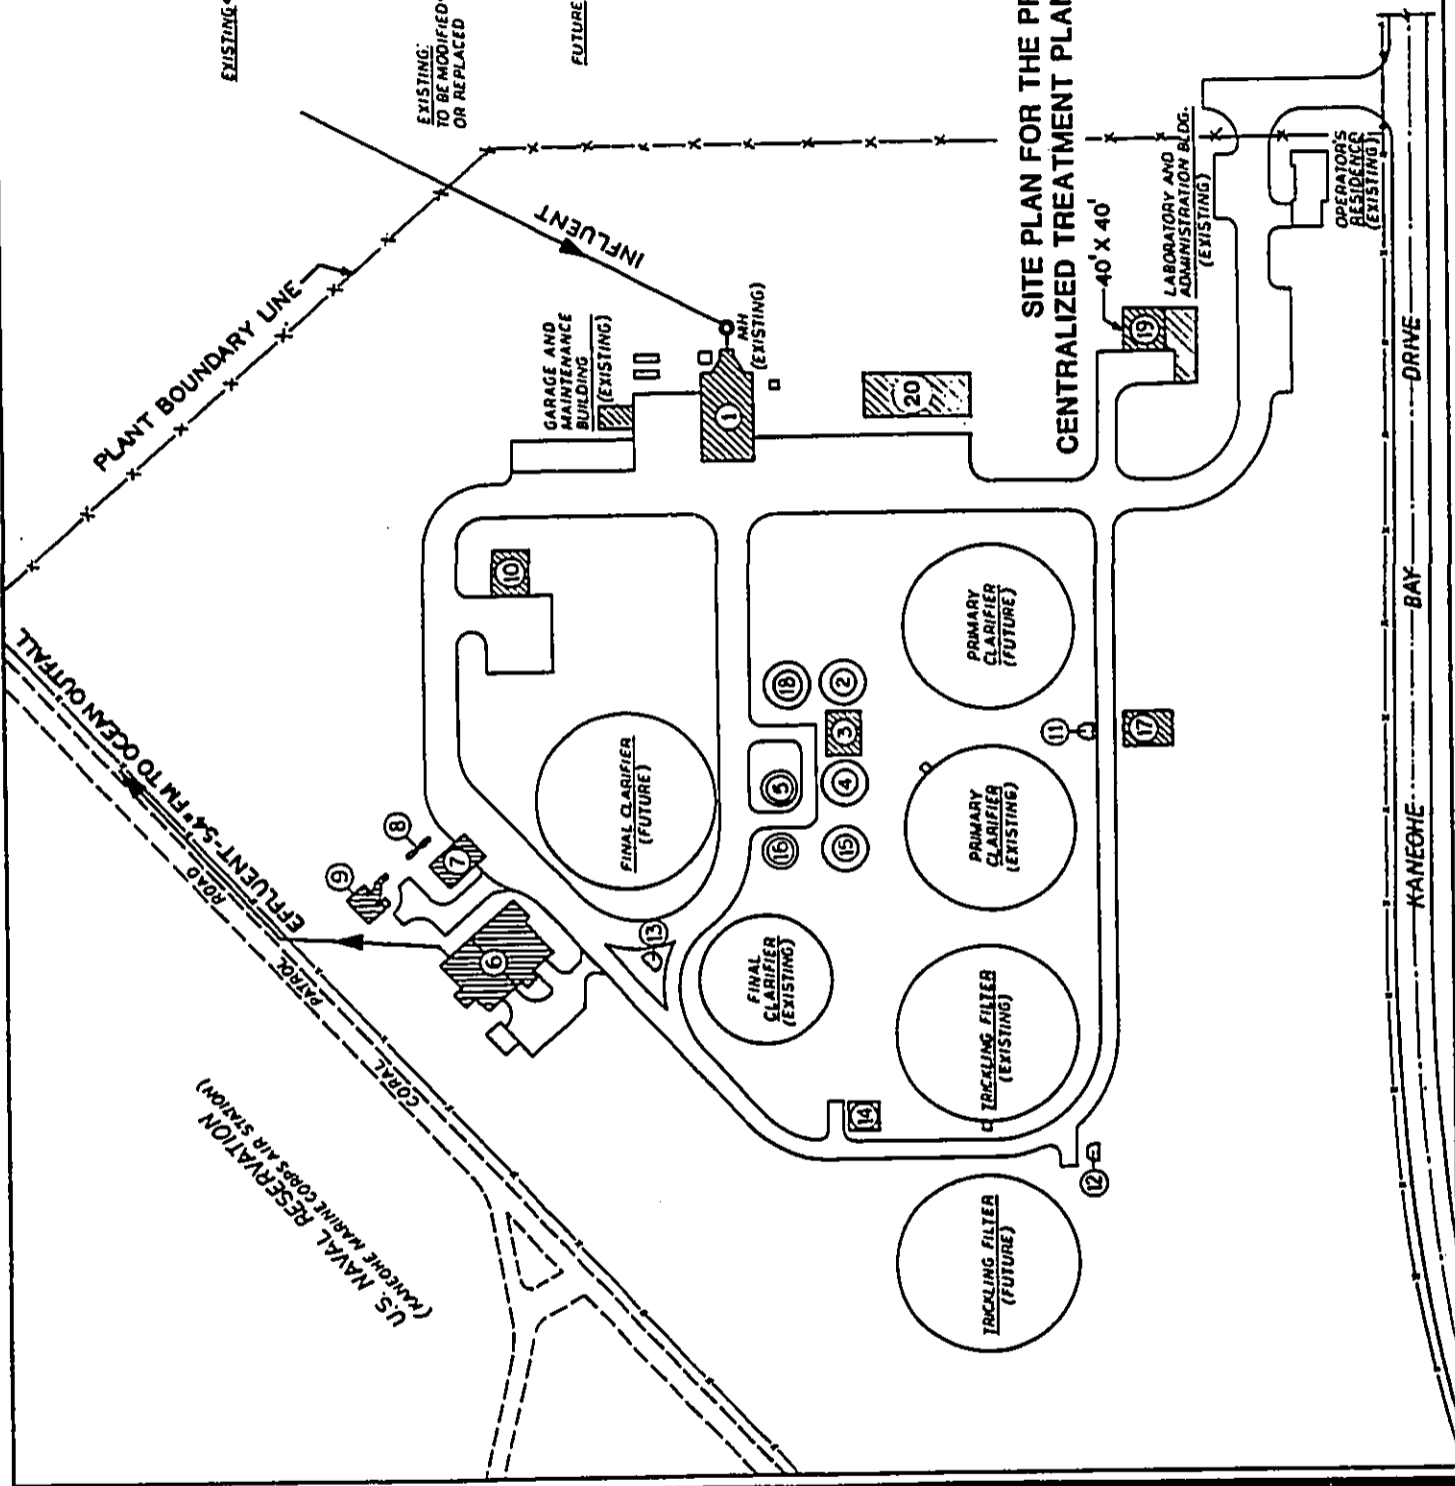 EXISTING
EXISTING:
TO BE MODIFIED
OR REPLACED
FUTURE
PLANT BOUNDARY LINE
INFLUENT
MH
(EXISTING)
GARAGE AND
MAINTENANCE
BUILDING
(EXISTING)
1
20
SITE PLAN FOR THE
CENTRALIZED TREATMENT PLAN
40' X 40'
19
LABORATORY AND
ADMINISTRATION BLDG.
(EXISTING)
OPERATOR'S
RESIDENCE
(EXISTING)
EFFLUENT-54" FM TO OCEAN OUTFALL
CORAL PATROL ROAD
U.S. NAVAL RESERVATION
(KANEOHE MARINE CORPS AIR STATION)
10
9
8
7
6
13
FINAL CLARIFIER
(FUTURE)
FINAL
CLARIFIER
(EXISTING)
18
2
3
5
4
16
15
PRIMARY
CLARIFIER
(FUTURE)
PRIMARY
CLARIFIER
(EXISTING)
11
17
TRICKLING FILTER
(EXISTING)
14
12
TRICKLING FILTER
(FUTURE)
KANEOHE BAY DRIVE